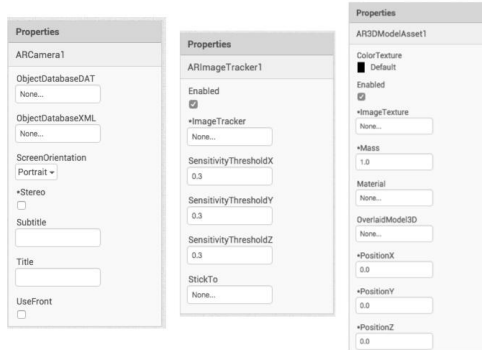 Properties
ARCamera1
ObjectDatabaseDAT
None...
ObjectDatabaseXML
None...
ScreenOrientation
Portrait
*Stereo
Subtitle
Title
UseFront
Properties
ARImageTracker1
Enabled
*ImageTracker
None...
SensitivityThresholdX
0.3
SensitivityThresholdY
0.3
SensitivityThresholdZ
0.3
StickTo
None...
Properties
AR3DModelAsset1
ColorTexture
Default
Enabled
*ImageTexture
None...
*Mass
1.0
Material
None...
OverlaidModel3D
None...
*PositionX
0.0
*PositionY
0.0
*PositionZ
0.0